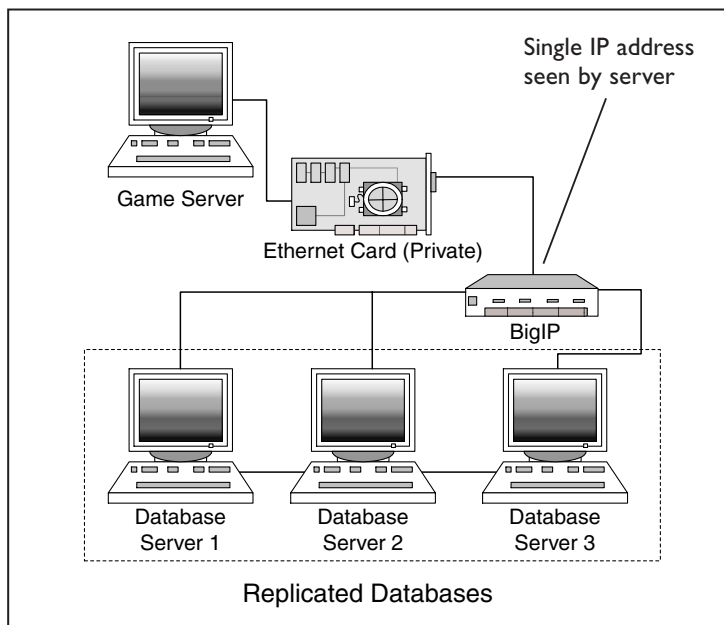 Single IP address
seen by server
Game Server
Ethernet Card (Private)
BigIP
Database
Server 1
Database
Server 2
Database
Server 3
Replicated Databases